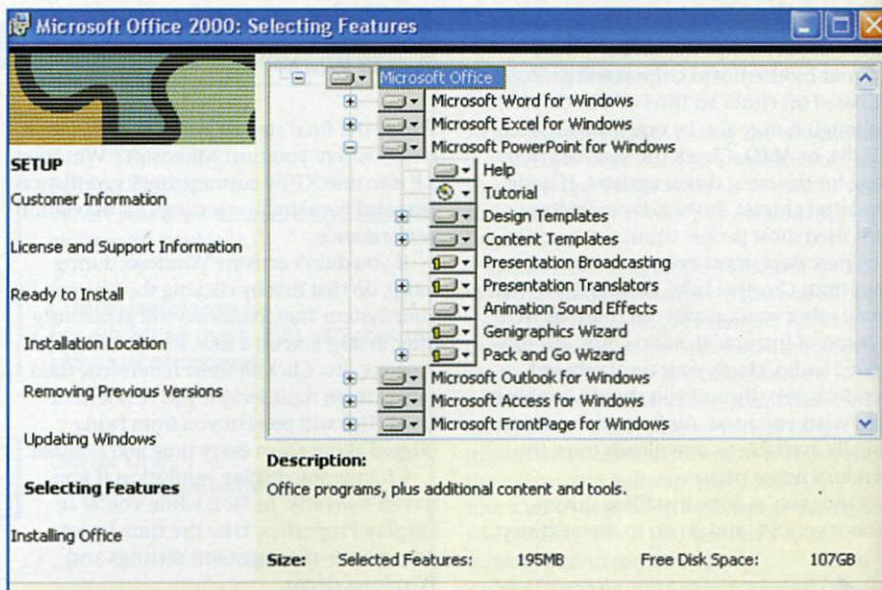 Microsoft Office 2000: Selecting Features
SETUP
Customer Information
License and Support Information
Ready to Install
Installation Location
Removing Previous Versions
Updating Windows
Selecting Features
Installing Office
Microsoft Office
Microsoft Word for Windows
Microsoft Excel for Windows
Microsoft PowerPoint for Windows
Help
Tutorial
Design Templates
Content Templates
Presentation Broadcasting
Presentation Translators
Animation Sound Effects
Genigraphics Wizard
Pack and Go Wizard
Microsoft Outlook for Windows
Microsoft Access for Windows
Microsoft FrontPage for Windows
Description:
Office programs, plus additional content and tools.
Size: Selected Features: 195MB Free Disk Space: 107GB